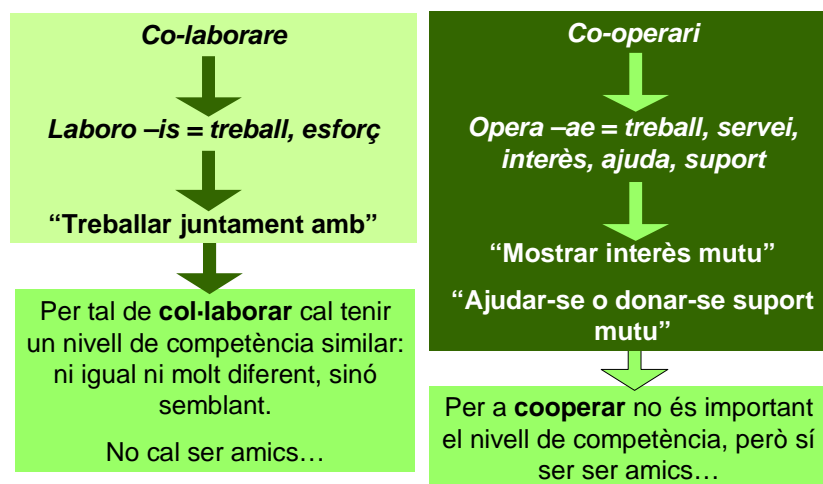 Co-laborare
Laboro –is = treball, esforç
“Treballar juntament amb”
Per tal de col·laborar cal tenir
un nivell de competència similar:
ni igual ni molt diferent, sinó
semblant.
No cal ser amics…
Co-operari
Opera –ae = treball, servei,
interès, ajuda, suport
“Mostrar interès mutu”
“Ajudar-se o donar-se suport
mutu”
Per a cooperar no és important
el nivell de competència, però sí
ser ser amics…